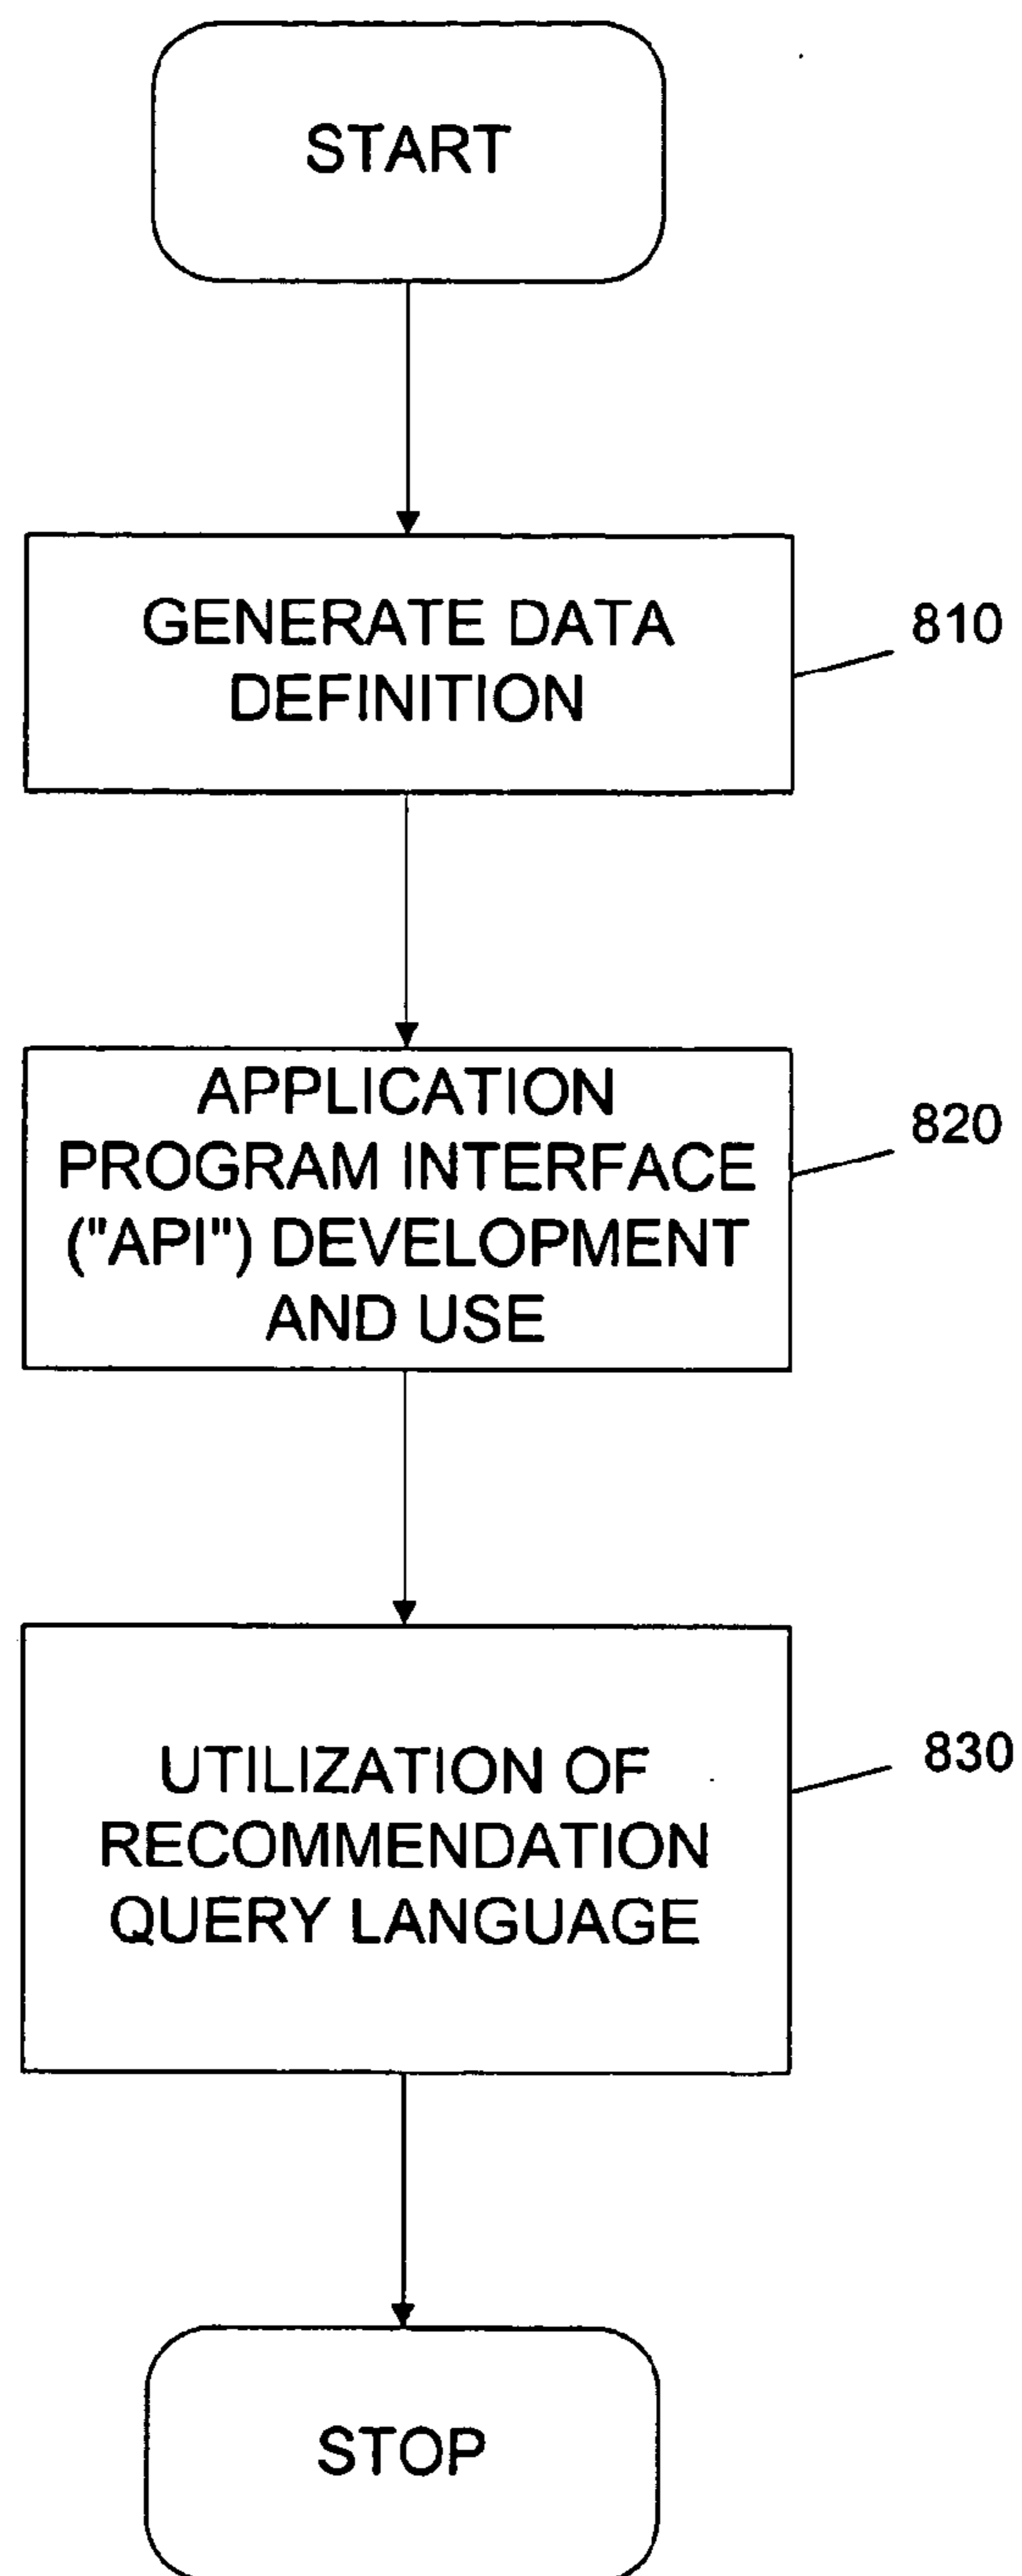 START
GENERATE DATA
DEFINITION
810
APPLICATION
PROGRAM INTERFACE
("API") DEVELOPMENT
AND USE
820
UTILIZATION OF
RECOMMENDATION
QUERY LANGUAGE
830
STOP